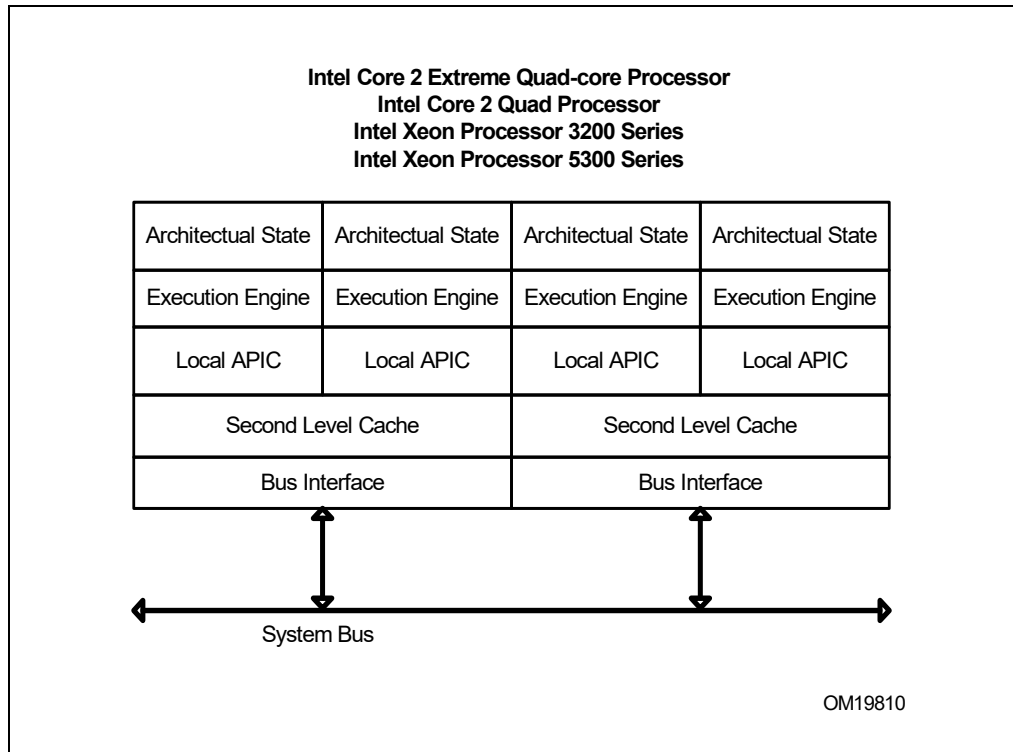 Intel Core 2 Extreme Quad-core Processor
Intel Core 2 Quad Processor
Intel Xeon Processor 3200 Series
Intel Xeon Processor 5300 Series
Architectual State Architectual State Architectual State Architectual State
Execution Engine Execution Engine Execution Engine Execution Engine
Local APIC Local APIC Local APIC Local APIC
Second Level Cache Second Level Cache
Bus Interface Bus Interface
System Bus
OM19810